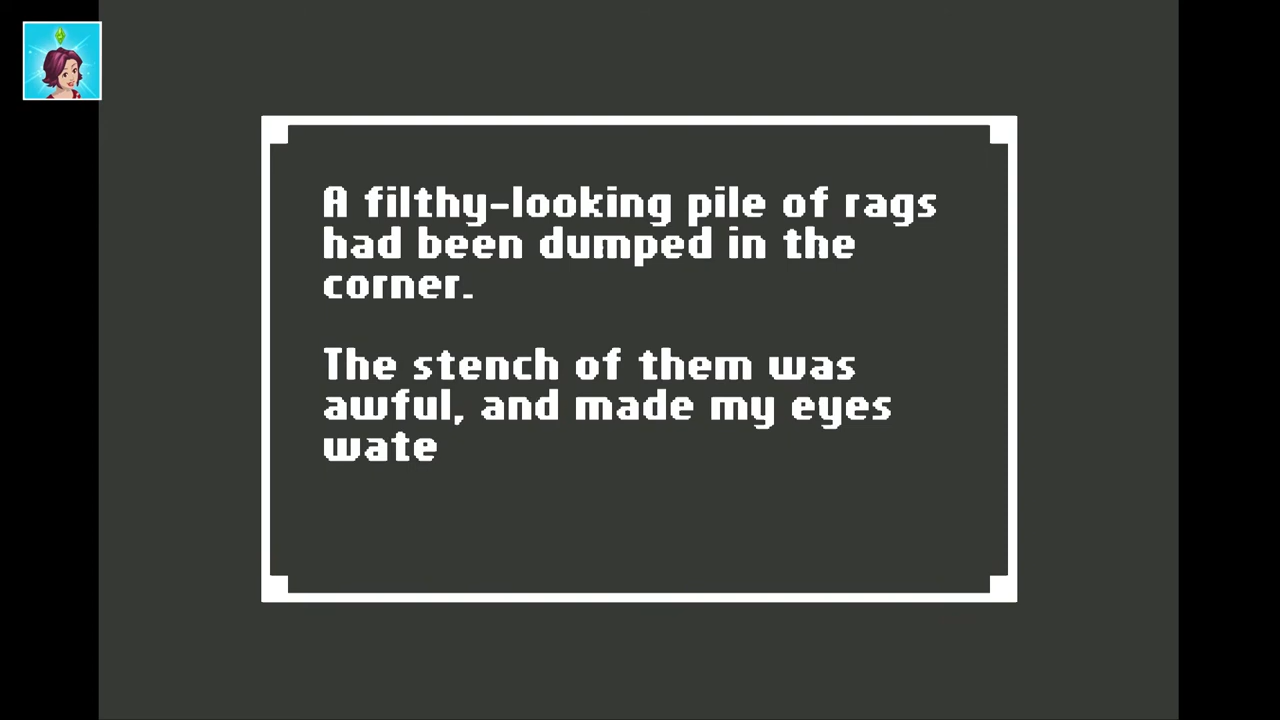 A filthy-looking pile of rags
had been dumped in the
corner.
The stench of them was
awful, and made my eyes
wate